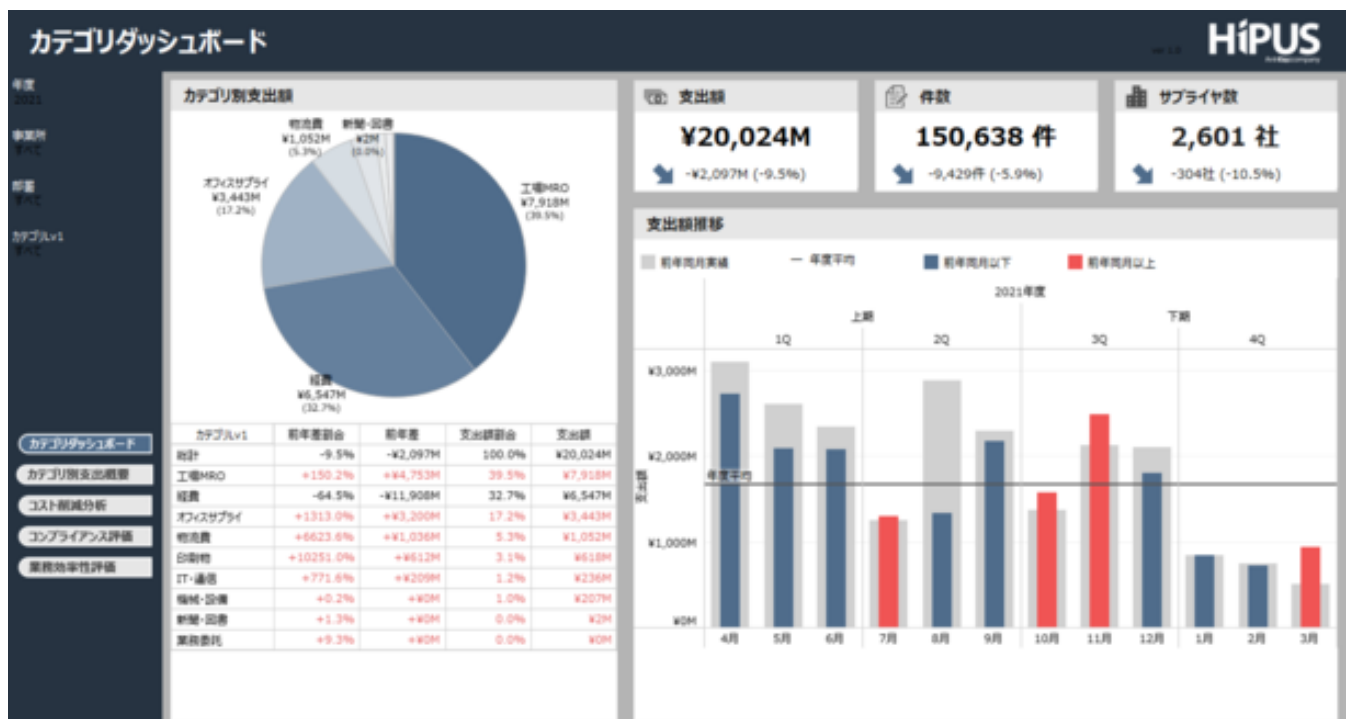 カテゴリダッシュボード
HiPUS
年度
2021
事業所
すべて
部署
すべて
カテゴリLv1
すべて
カテゴリダッシュボード
カテゴリ別支出概要
コスト削減分析
コンプライアンス評価
業務効率性評価
カテゴリ別支出額
物流費
¥1,052M
(5.3%)
新聞・図書
¥2M
(0.0%)
オフィスサプライ
¥3,443M
(17.2%)
工場MRO
¥7,918M
(39.5%)
経費
¥6,547M
(32.7%)
カテゴリLv1 前年差割合 前年差 支出額割合 支出額
総計 -9.5% -¥2,097M 100.0% ¥20,024M
工場MRO +150.2% +¥4,753M 39.5% ¥7,918M
経費 -64.5% -¥11,908M 32.7% ¥6,547M
オフィスサプライ +1313.0% +¥3,200M 17.2% ¥3,443M
物流費 +6623.6% +¥1,036M 5.3% ¥1,052M
印刷物 +10251.0% +¥612M 3.1% ¥618M
IT・通信 +771.6% +¥209M 1.2% ¥236M
機械・設備 +0.2% +¥0M 1.0% ¥207M
新聞・図書 +1.3% +¥0M 0.0% ¥2M
業務委託 +9.3% +¥0M 0.0% ¥0M
支出額
¥20,024M
-¥2,097M (-9.5%)
件数
150,638 件
-9,429件 (-5.9%)
サプライヤ数
2,601 社
-304社 (-10.5%)
支出額推移
前年同月実績 年度平均 前年同月以下 前年同月以上
2021年度
上期 下期
1Q 2Q 3Q 4Q
支出額
¥3,000M
¥2,000M
年度平均
¥1,000M
¥0M
4月 5月 6月 7月 8月 9月 10月 11月 12月 1月 2月 3月